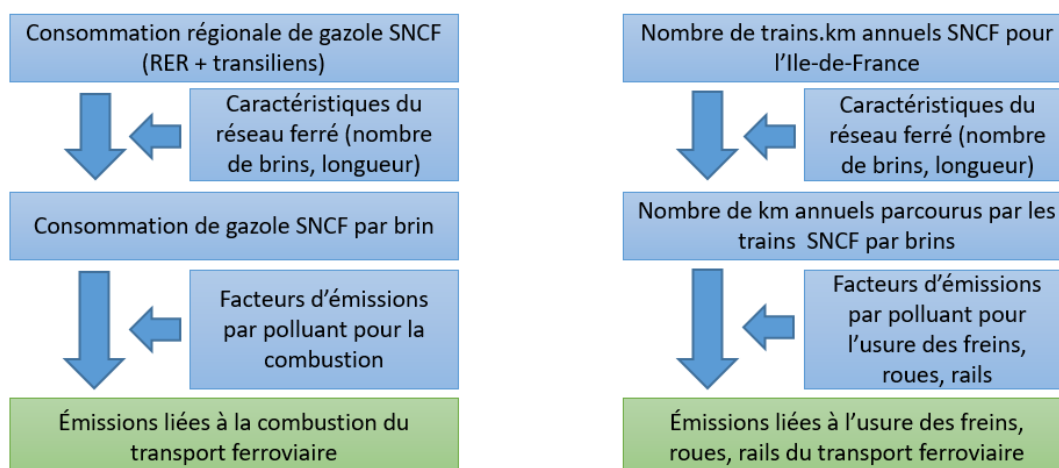 Consommation régionale de gazole SNCF
(RER + transiliens)
Caractéristiques du
réseau ferré (nombre
de brins, longueur)
Consommation de gazole SNCF par brin
Facteurs d'émissions
par polluant pour la
combustion
Émissions liées à la combustion du
transport ferroviaire
Nombre de trains.km annuels SNCF pour
l'Ile-de-France
Caractéristiques du
réseau ferré (nombre
de brins, longueur)
Nombre de km annuels parcourus par les
trains SNCF par brins
Facteurs d'émissions
par polluant pour
l'usure des freins,
roues, rails
Émissions liées à l'usure des freins,
roues, rails du transport ferroviaire